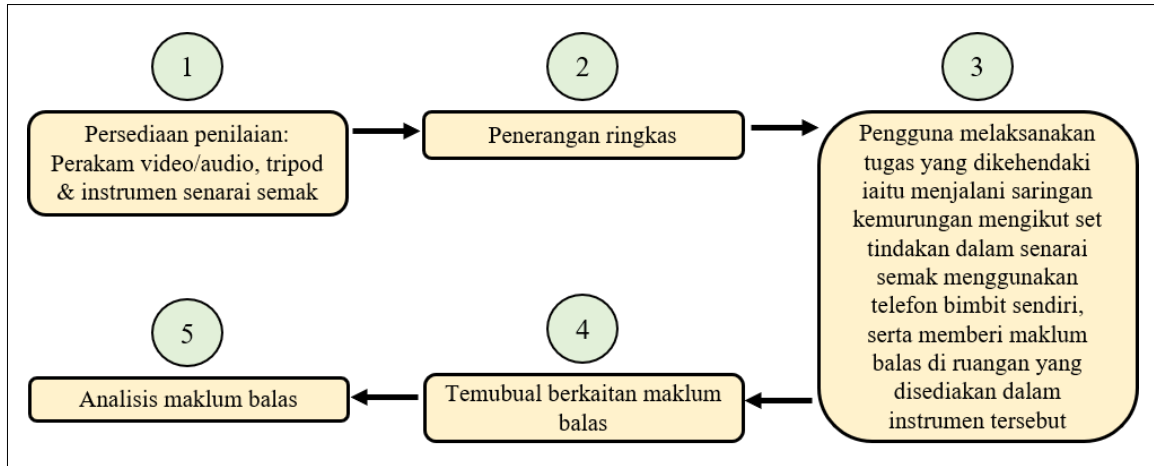 1
Persediaan penilaian:
Perakam video/audio, tripod
& instrumen senarai semak
2
Penerangan ringkas
3
Pengguna melaksanakan
tugas yang dikehendaki
iaitu menjalani saringan
kemurungan mengikut set
tindakan dalam senarai
semak menggunakan
telefon bimbit sendiri,
serta memberi maklum
balas di ruangan yang
disediakan dalam
instrumen tersebut
4
Temubual berkaitan maklum
balas
5
Analisis maklum balas